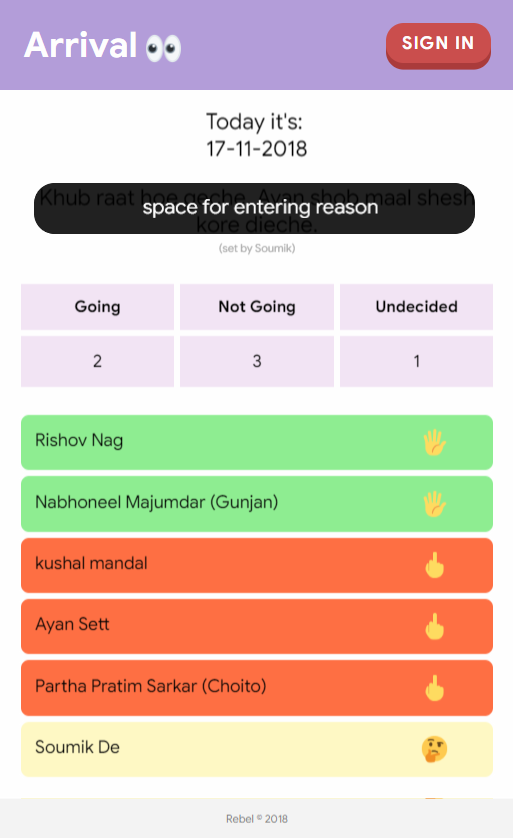 Arrival 👀
SIGN IN
Today it's:
17-11-2018
Khub raat hoe geche. Ayan shob maal shesh
space for entering reason
kore dieche.
(set by Soumik)
Going Not Going Undecided
2 3 1
Rishov Nag 🖐
Nabhoneel Majumdar (Gunjan) 🖐
kushal mandal 🖕
Ayan Sett 🖕
Partha Pratim Sarkar (Choito) 🖕
Soumik De 🤔
Rebel © 2018